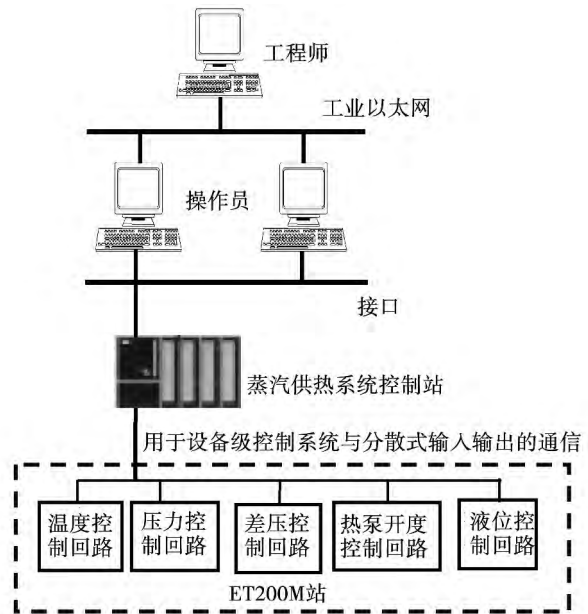 工程师
工业以太网
操作员
接口
蒸汽供热系统控制站
用于设备级控制系统与分散式输入输出的通信
温度控
制回路
压力控
制回路
差压控
制回路
热泵开度
控制回路
液位控
制回路
ET200M站